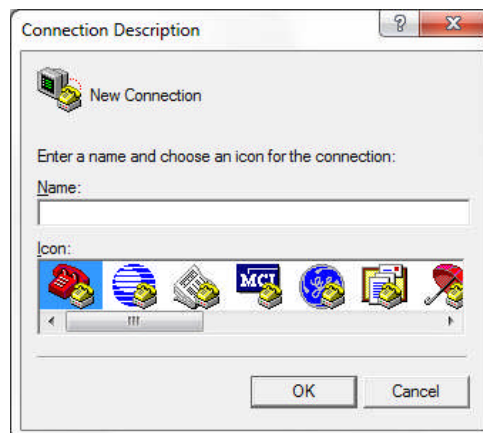 Connection Description
New Connection
Enter a name and choose an icon for the connection:
Name:
Icon:
MCI
OK
Cancel